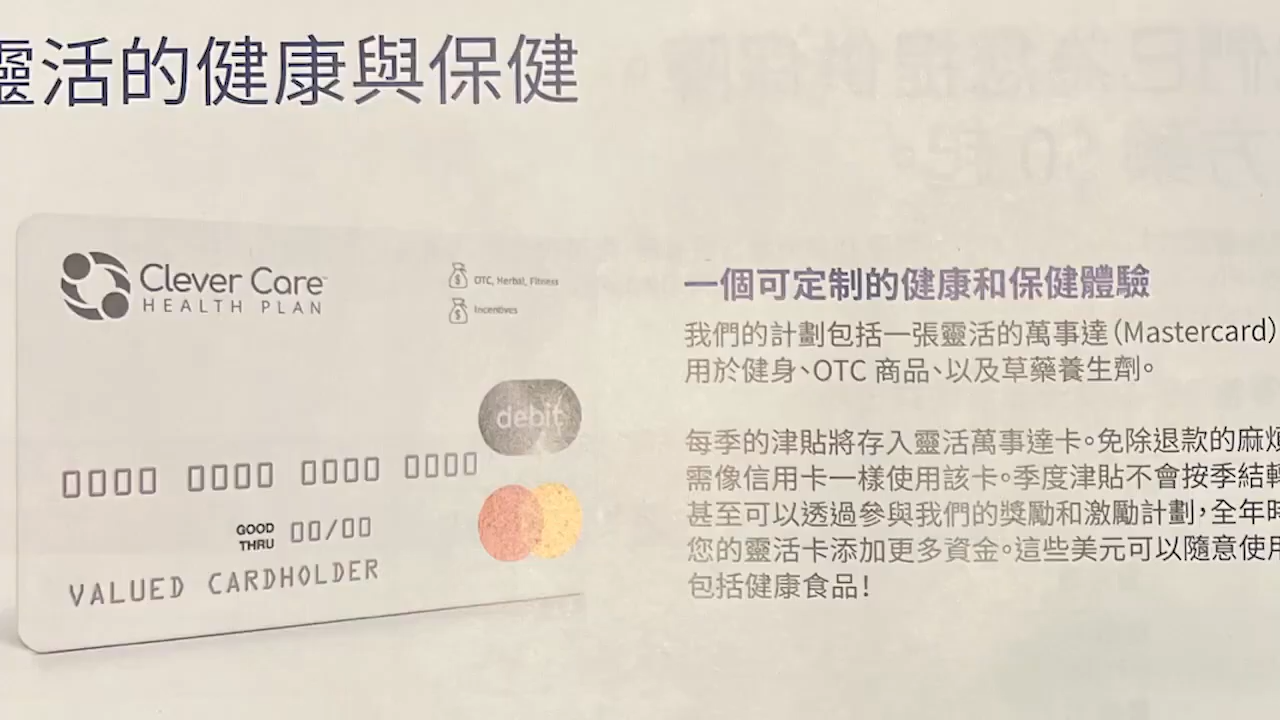 靈活的健康與保健
Clever Care™
HEALTH PLAN
OTC, Herbal, Fitness
Incentives
debit
0000 0000 0000 0000
GOOD
THRU 00/00
VALUED CARDHOLDER
一個可定制的健康和保健體驗
我們的計劃包括一張靈活的萬事達(Mastercard)
用於健身、OTC 商品、以及草藥養生劑。
每季的津貼將存入靈活萬事達卡。免除退款的麻煩
需像信用卡一樣使用該卡。季度津貼不會按季結轉
甚至可以透過參與我們的獎勵和激勵計劃,全年時
您的靈活卡添加更多資金。這些美元可以隨意使用
包括健康食品!